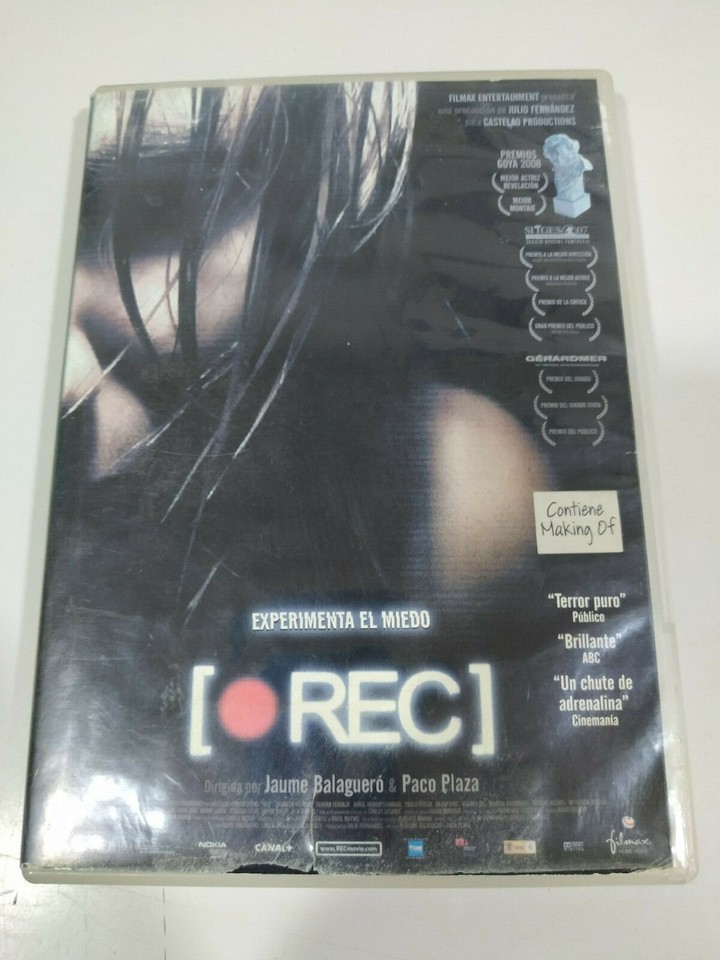 FILMAX ENTERTAINMENT presenta
una producción de JULIO FERNÁNDEZ
para CASTELAO PRODUCTIONS
PREMIOS
GOYA 2008
MEJOR ACTRIZ
REVELACIÓN
MEJOR
MONTAJE
SITGES2007
PREMIO A LA MEJOR DIRECCIÓN
PREMIO A LA MEJOR ACTRIZ
PREMIO DE LA CRÍTICA
GRAN PREMIO DEL PÚBLICO
GÉRARDMER
PREMIO DEL JURADO
PREMIO DEL JURADO JOVEN
PREMIO DEL PÚBLICO
Contiene
Making Of
"Terror puro"
Público
"Brillante"
ABC
"Un chute de
adrenalina"
Cinemanía
EXPERIMENTA EL MIEDO
[REC]
Dirigida por Jaume Balagueró & Paco Plaza
NOKIA
CANAL+
www.RECmovie.com
filmax